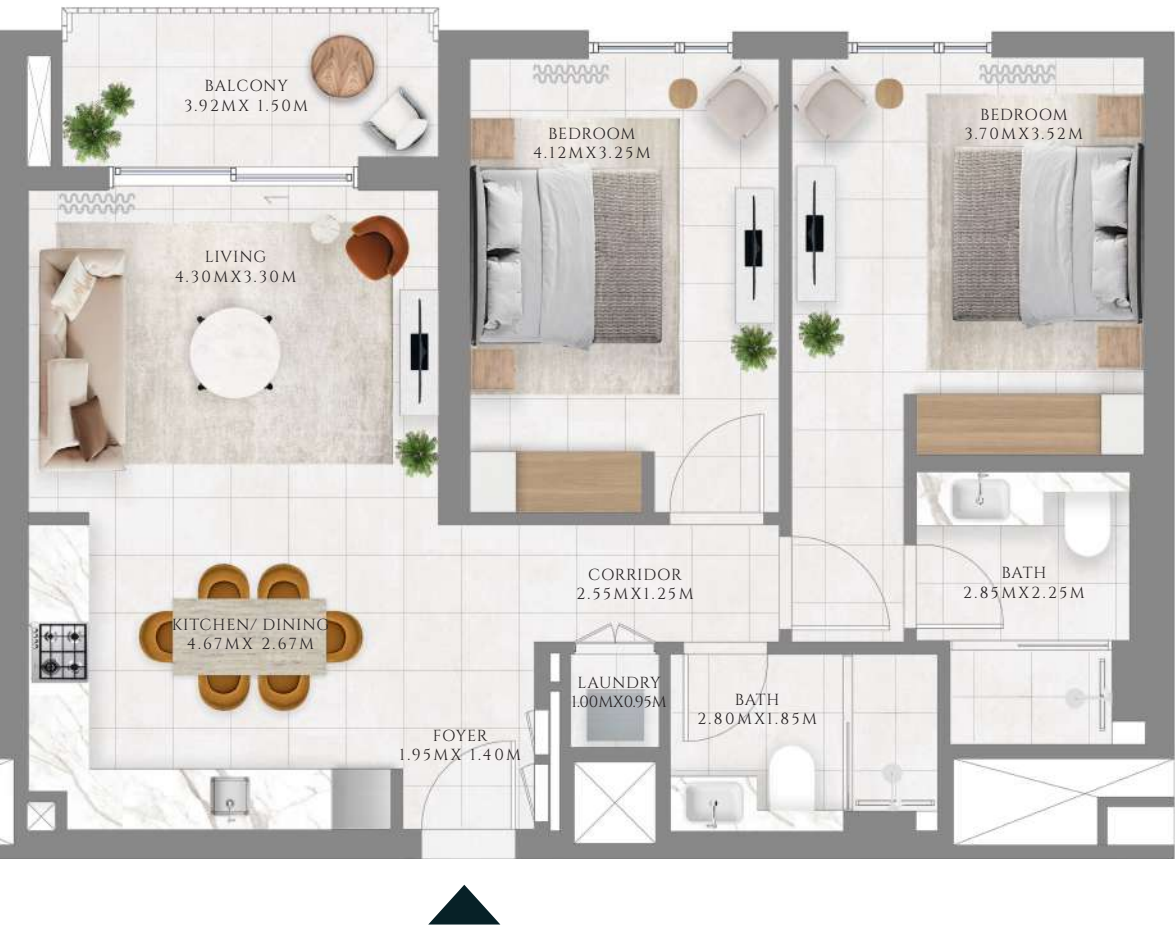 BALCONY
3.92MX 1.50M
BEDROOM
4.12MX3.25M
BEDROOM
3.70MX3.52M
LIVING
4.30MX3.30M
CORRIDOR
2.55MX1.25M
BATH
2.85MX2.25M
KITCHEN/ DINING
4.67MX 2.67M
LAUNDRY
1.00MX0.95M
BATH
2.80MX1.85M
FOYER
1.95MX 1.40M